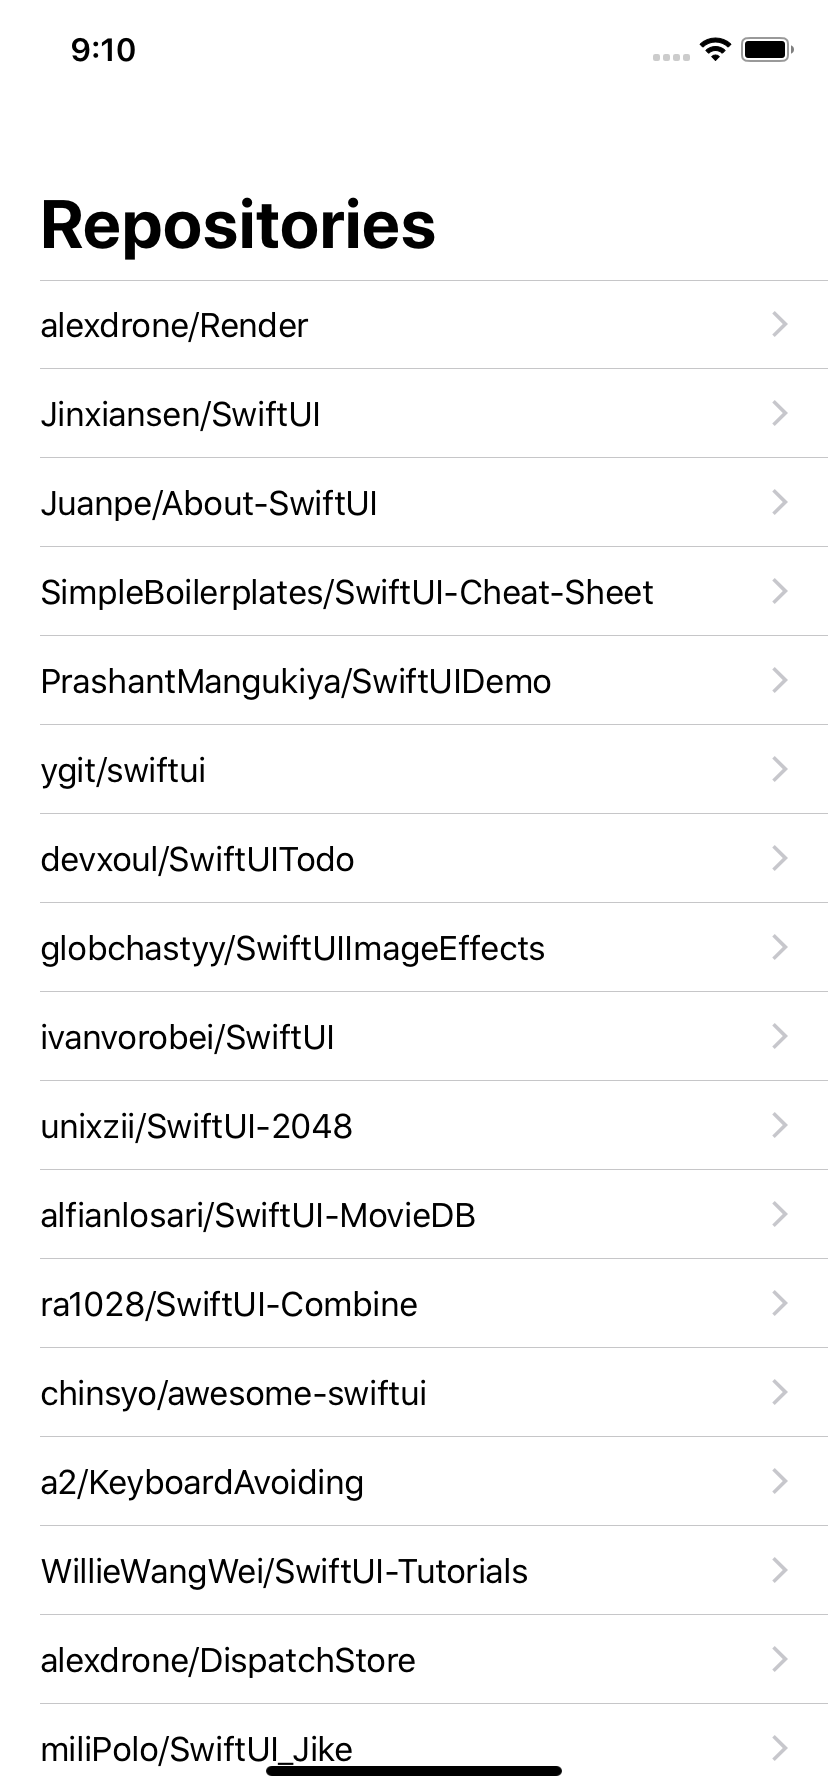 9:10
Repositories
alexdrone/Render
Jinxiansen/SwiftUI
Juanpe/About-SwiftUI
SimpleBoilerplates/SwiftUI-Cheat-Sheet
PrashantMangukiya/SwiftUIDemo
ygit/swiftui
devxoul/SwiftUITodo
globchastyy/SwiftUIImageEffects
ivanvorobei/SwiftUI
unixzii/SwiftUI-2048
alfianlosari/SwiftUI-MovieDB
ra1028/SwiftUI-Combine
chinsyo/awesome-swiftui
a2/KeyboardAvoiding
WillieWangWei/SwiftUI-Tutorials
alexdrone/DispatchStore
miliPolo/SwiftUI_Jike